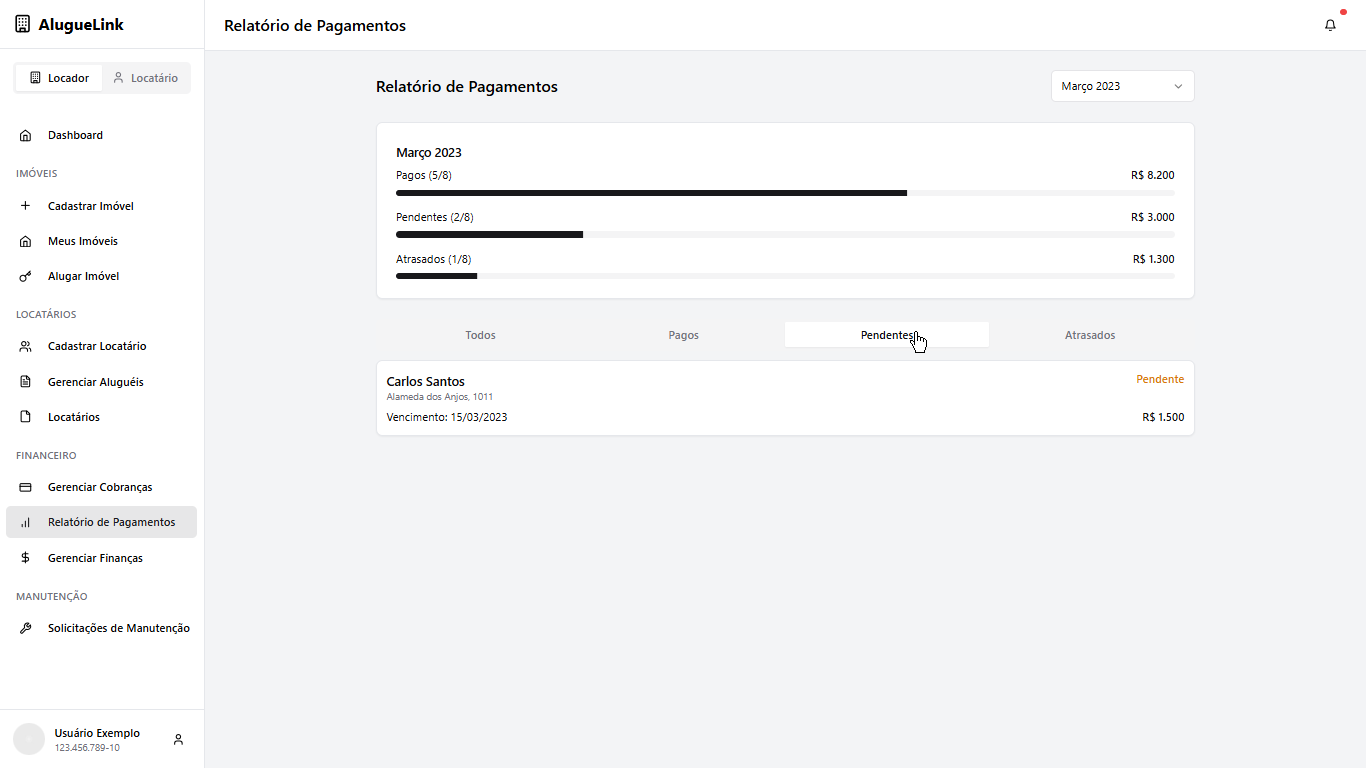 AlugueLink
Relatório de Pagamentos
Locador
Locatário
Dashboard
IMÓVEIS
Cadastrar Imóvel
Meus Imóveis
Alugar Imóvel
LOCATÁRIOS
Cadastrar Locatário
Gerenciar Aluguéis
Locatários
FINANCEIRO
Gerenciar Cobranças
Relatório de Pagamentos
Gerenciar Finanças
MANUTENÇÃO
Solicitações de Manutenção
Usuário Exemplo
123.456.789-10
Relatório de Pagamentos
Março 2023
Março 2023
Pagos (5/8) R$ 8.200
Pendentes (2/8) R$ 3.000
Atrasados (1/8) R$ 1.300
Todos Pagos Pendentes Atrasados
Carlos Santos Pendente
Alameda dos Anjos, 1011
Vencimento: 15/03/2023 R$ 1.500